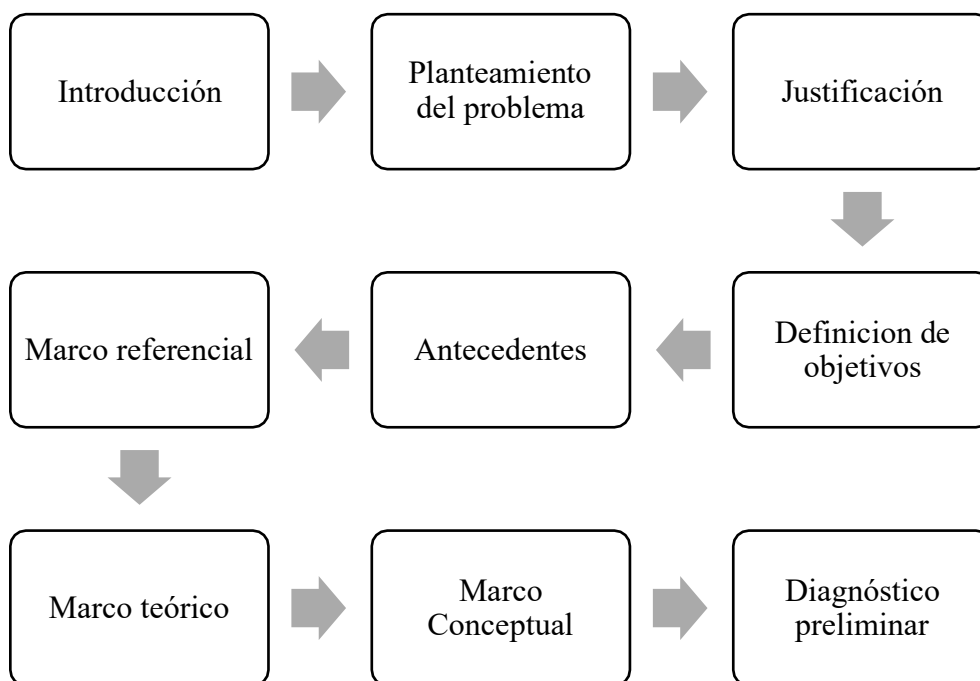 Introducción
Planteamiento
del problema
Justificación
Definicion de
objetivos
Antecedentes
Marco referencial
Marco teórico
Marco
Conceptual
Diagnóstico
preliminar